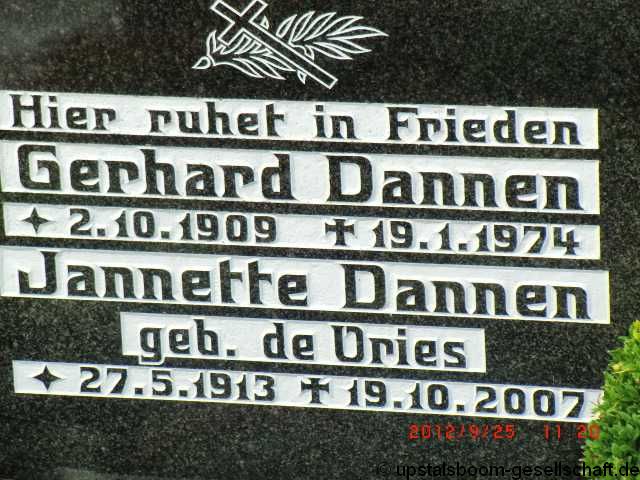 Hier ruhet in Frieden
Gerhard Dannen
✦ 2.10.1909 ✝ 19.1.1974
Jannette Dannen
geb. de Vries
✦ 27.5.1913 ✝ 19.10.2007
2012/9/25 11 20
© upstalsboom-gesellschaft.de